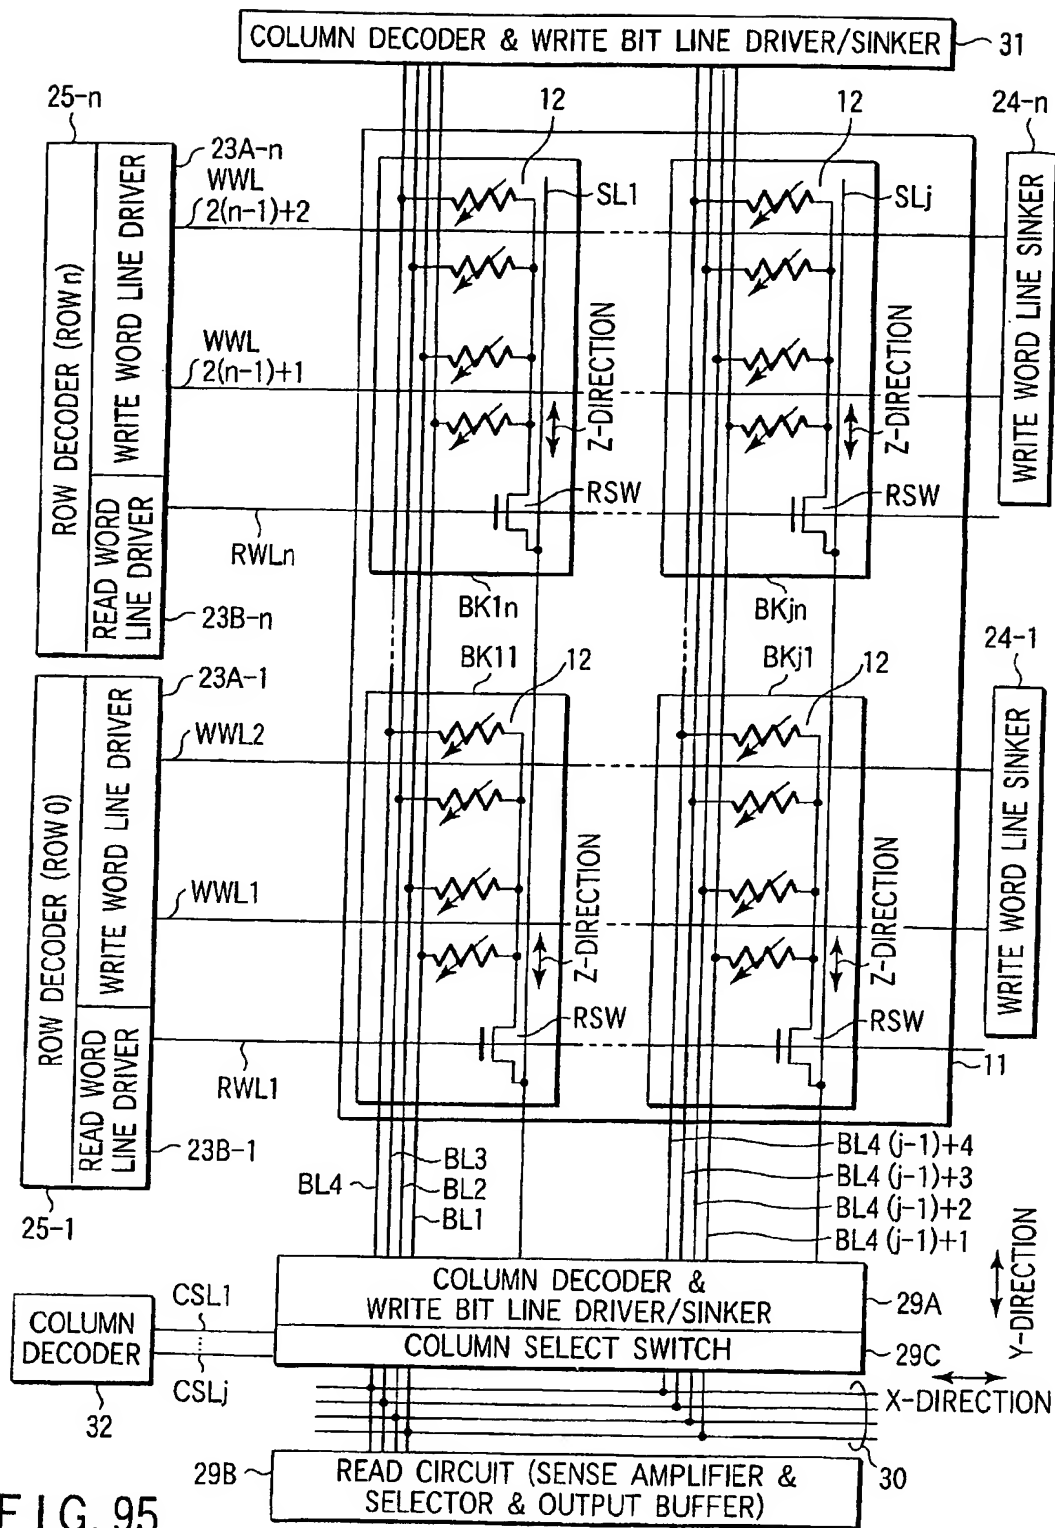 COLUMN DECODER & WRITE BIT LINE DRIVER/SINKER
31
25-n
12
12
24-n
23A-n
WWL
2(n-1)+2
SL1
SLj
ROW DECODER (ROW n)
WRITE WORD LINE DRIVER
READ WORD
LINE DRIVER
WWL
2(n-1)+1
Z-DIRECTION
Z-DIRECTION
WRITE WORD LINE SINKER
RSW
RSW
RWLn
23B-n
BK1n
BKjn
24-1
23A-1
BK11
12
BKj1
12
WWL2
ROW DECODER (ROW 0)
WRITE WORD LINE DRIVER
READ WORD
LINE DRIVER
WWL1
Z-DIRECTION
Z-DIRECTION
WRITE WORD LINE SINKER
RSW
RSW
RWL1
11
23B-1
25-1
BL4
BL3
BL2
BL1
BL4 (j-1)+4
BL4 (j-1)+3
BL4 (j-1)+2
BL4 (j-1)+1
COLUMN DECODER &
WRITE BIT LINE DRIVER/SINKER
29A
COLUMN SELECT SWITCH
29C
Y-DIRECTION
X-DIRECTION
CSL1
COLUMN
DECODER
CSLj
32
30
29B
READ CIRCUIT (SENSE AMPLIFIER &
SELECTOR & OUTPUT BUFFER)
FIG. 95